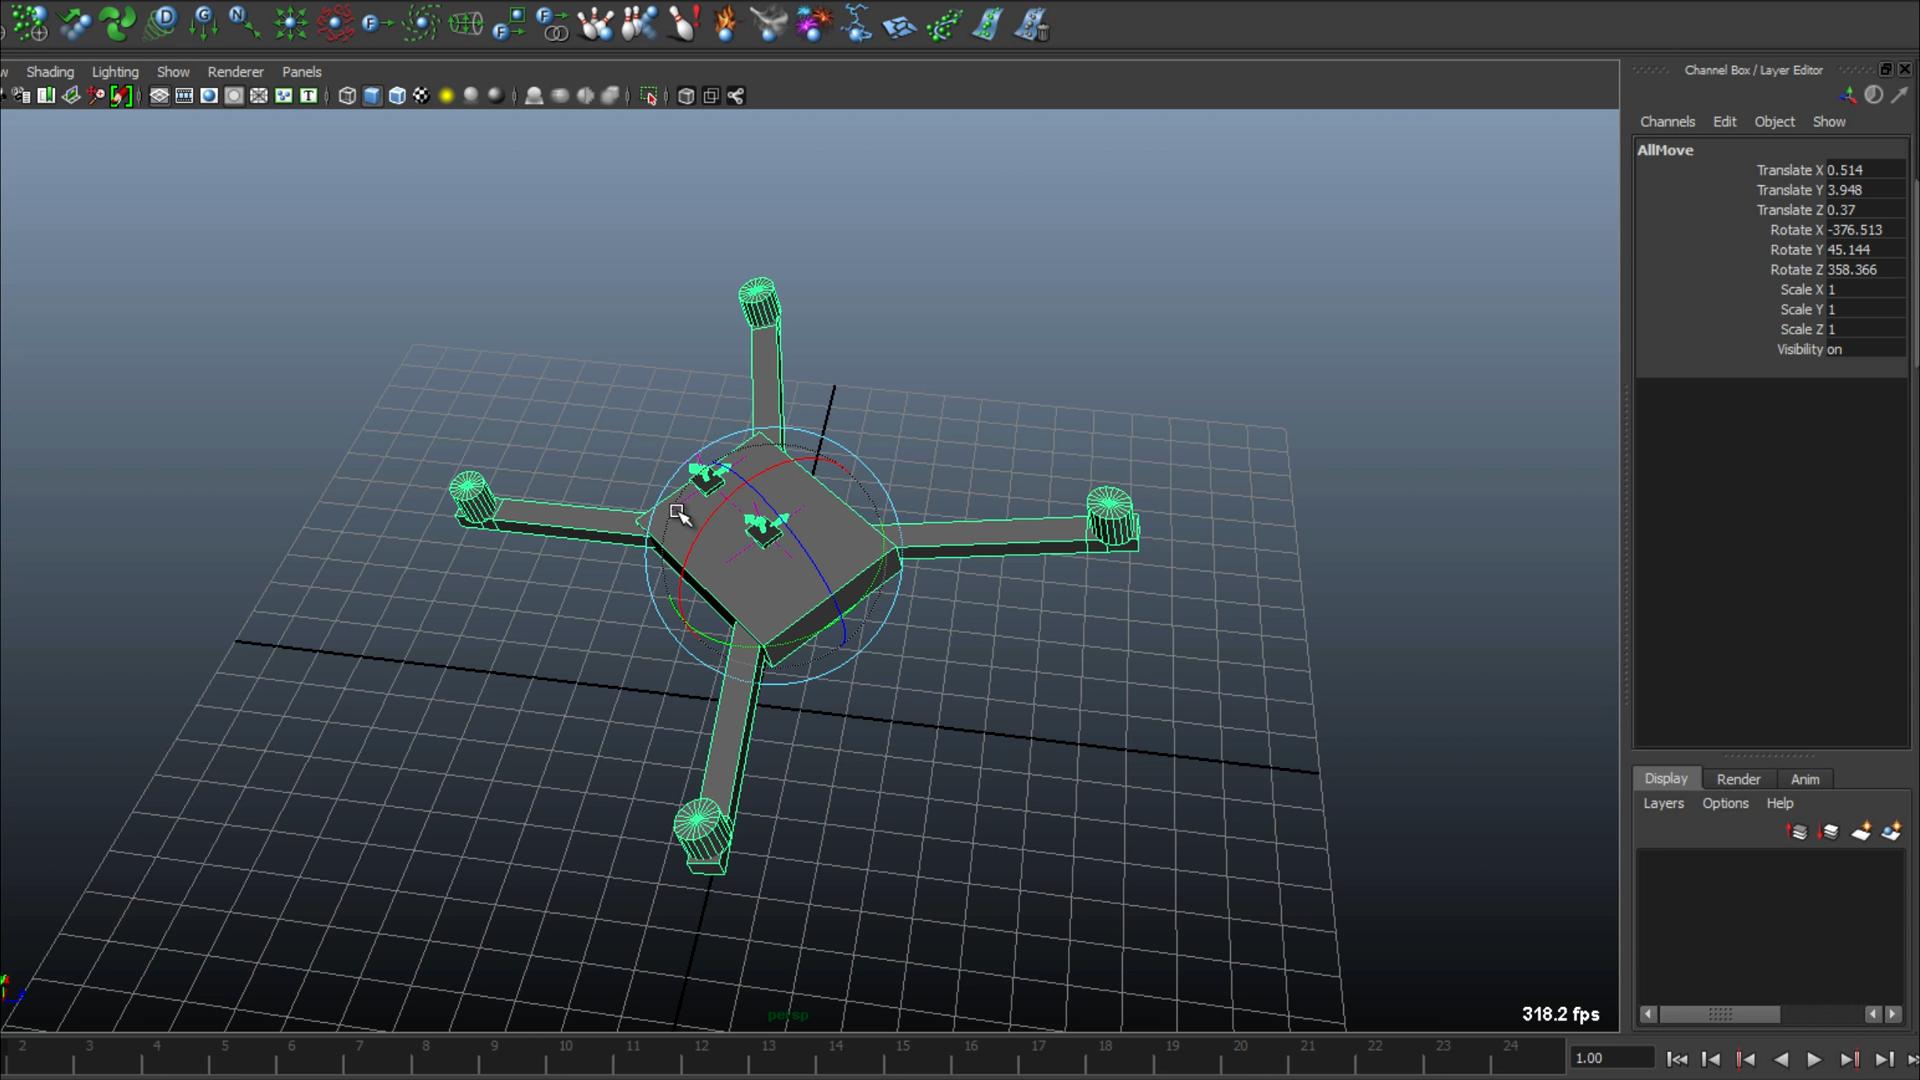 D
G
N
F
F
F
w Shading Lighting Show Renderer Panels
T
Channel Box / Layer Editor
Channels Edit Object Show
AllMove
Translate X 0.514
Translate Y 3.948
Translate Z 0.37
Rotate X -376.513
Rotate Y 45.144
Rotate Z 358.366
Scale X 1
Scale Y 1
Scale Z 1
Visibility on
Display Render Anim
Layers Options Help
persp
318.2 fps
2 3 4 5 6 7 8 9 10 11 12 13 14 15 16 17 18 19 20 21 22 23 24
1.00